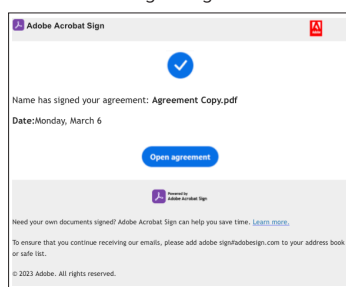 Adobe Acrobat Sign
Adobe
Name has signed your agreement: Agreement Copy.pdf
Date:Monday, March 6
Open agreement
Powered by
Adobe Acrobat Sign
Need your own documents signed? Adobe Acrobat Sign can help you save time. Learn more.
To ensure that you continue receiving our emails, please add adobe sign#adobesign.com to your address book
or safe list.
© 2023 Adobe. All rights reserved.